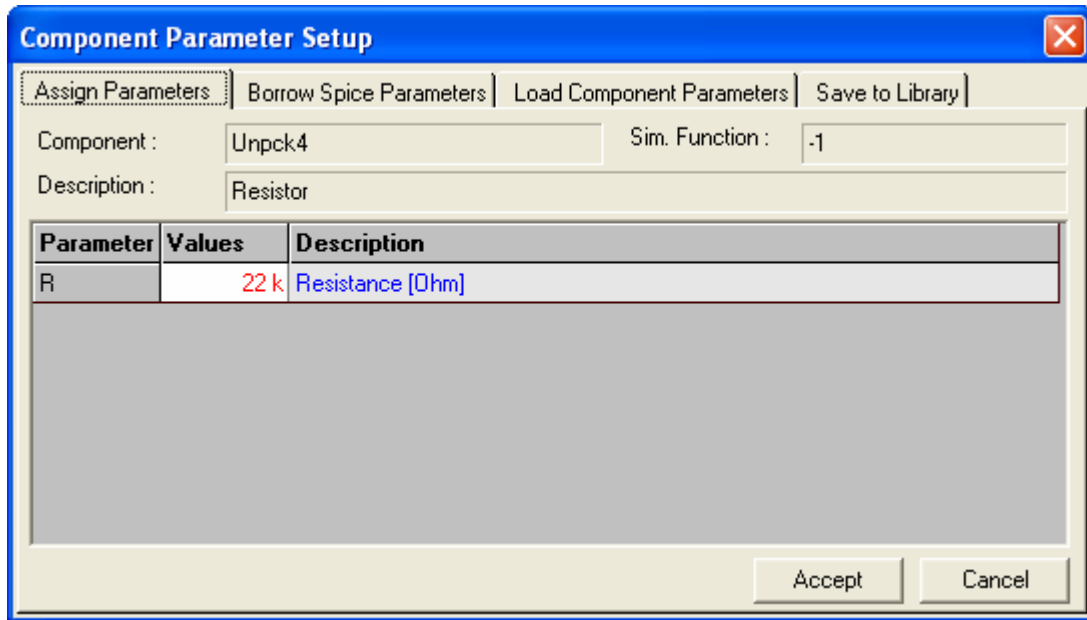 Component Parameter Setup
Assign Parameters Borrow Spice Parameters Load Component Parameters Save to Library
Component : Unpck4 Sim. Function : -1
Description : Resistor
Parameter Values Description
R 22 k Resistance [Ohm]
Accept Cancel